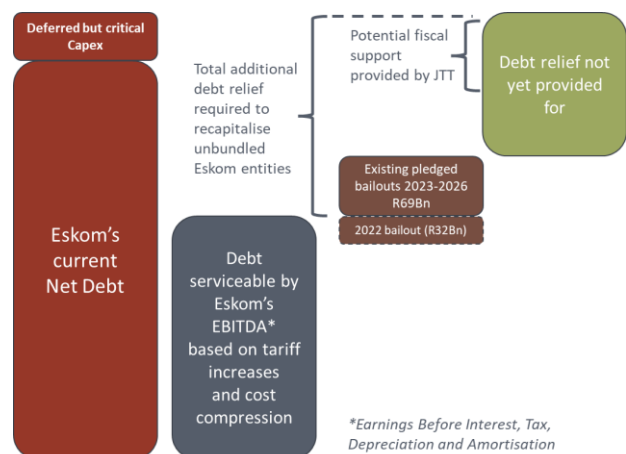 Deferred but critical
Capex
Eskom's
current
Net Debt
Total additional
debt relief
required to
recapitalise
unbundled
Eskom entities
Debt
serviceable by
Eskom's
EBITDA*
based on tariff
increases
and cost
compression
Potential fiscal
support
provided by JTT
Existing pledged
bailouts 2023-2026
R69Bn
2022 bailout (R32Bn)
Debt relief not
yet provided
for
*Earnings Before Interest, Tax,
Depreciation and Amortisation